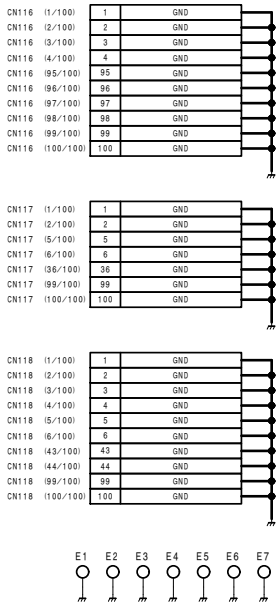 CN116 (1/100) 1 GND
CN116 (2/100) 2 GND
CN116 (3/100) 3 GND
CN116 (4/100) 4 GND
CN116 (95/100) 95 GND
CN116 (96/100) 96 GND
CN116 (97/100) 97 GND
CN116 (98/100) 98 GND
CN116 (99/100) 99 GND
CN116 (100/100) 100 GND
CN117 (1/100) 1 GND
CN117 (2/100) 2 GND
CN117 (5/100) 5 GND
CN117 (6/100) 6 GND
CN117 (36/100) 36 GND
CN117 (99/100) 99 GND
CN117 (100/100) 100 GND
CN118 (1/100) 1 GND
CN118 (2/100) 2 GND
CN118 (3/100) 3 GND
CN118 (4/100) 4 GND
CN118 (5/100) 5 GND
CN118 (6/100) 6 GND
CN118 (43/100) 43 GND
CN118 (44/100) 44 GND
CN118 (99/100) 99 GND
CN118 (100/100) 100 GND
E1 E2 E3 E4 E5 E6 E7